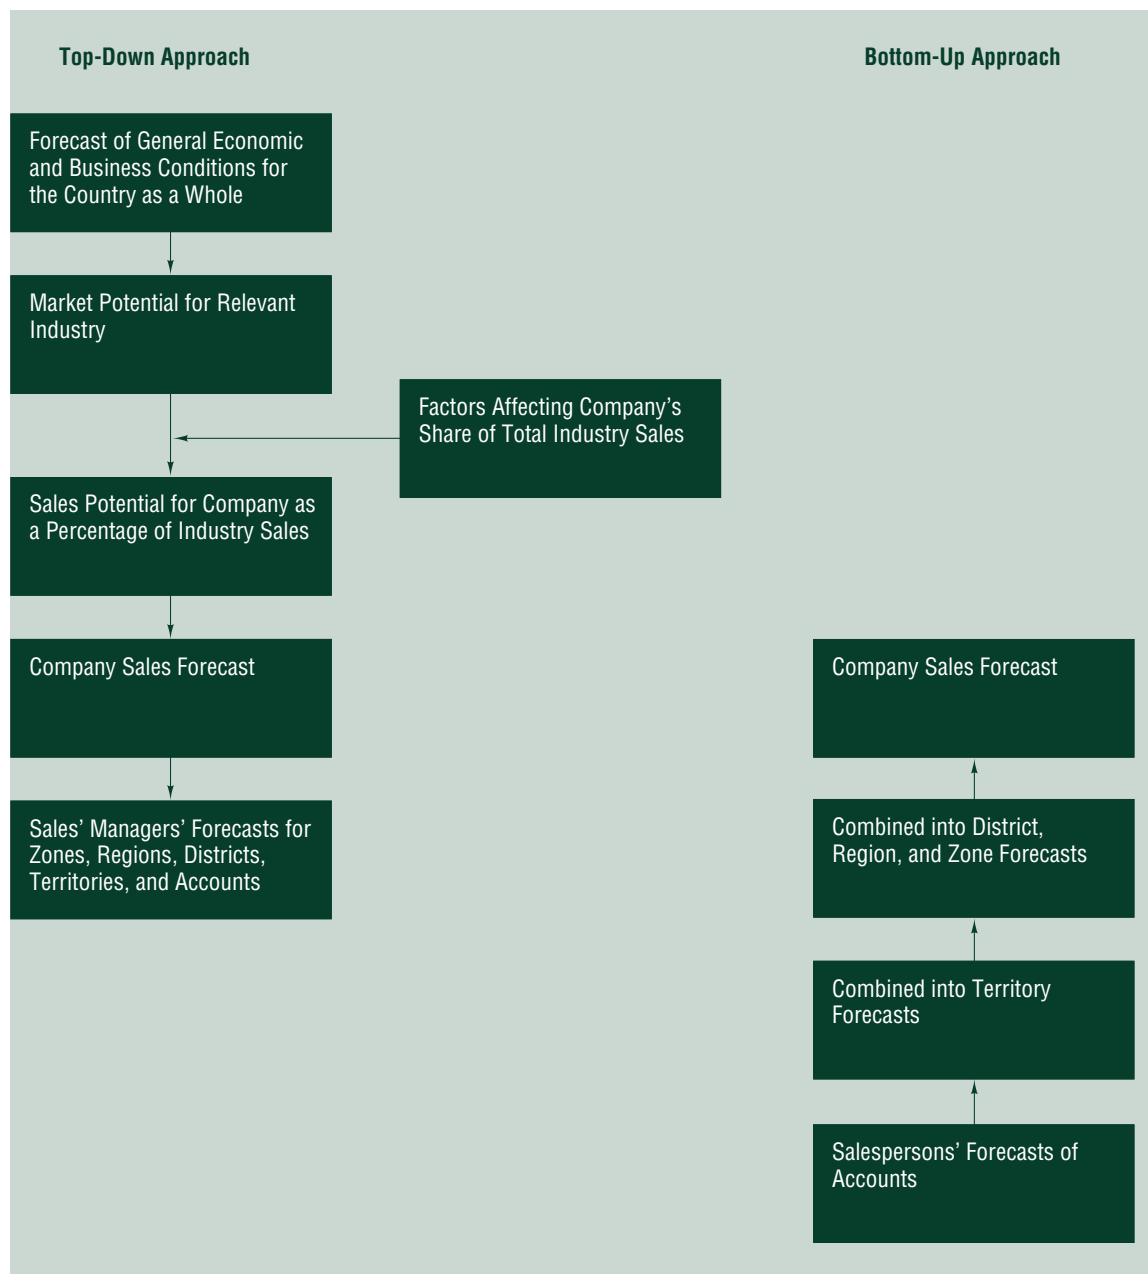 Top-Down Approach
Bottom-Up Approach
Forecast of General Economic
and Business Conditions for
the Country as a Whole
Market Potential for Relevant
Industry
Factors Affecting Company’s
Share of Total Industry Sales
Sales Potential for Company as
a Percentage of Industry Sales
Company Sales Forecast
Sales’ Managers’ Forecasts for
Zones, Regions, Districts,
Territories, and Accounts
Company Sales Forecast
Combined into District,
Region, and Zone Forecasts
Combined into Territory
Forecasts
Salespersons’ Forecasts of
Accounts